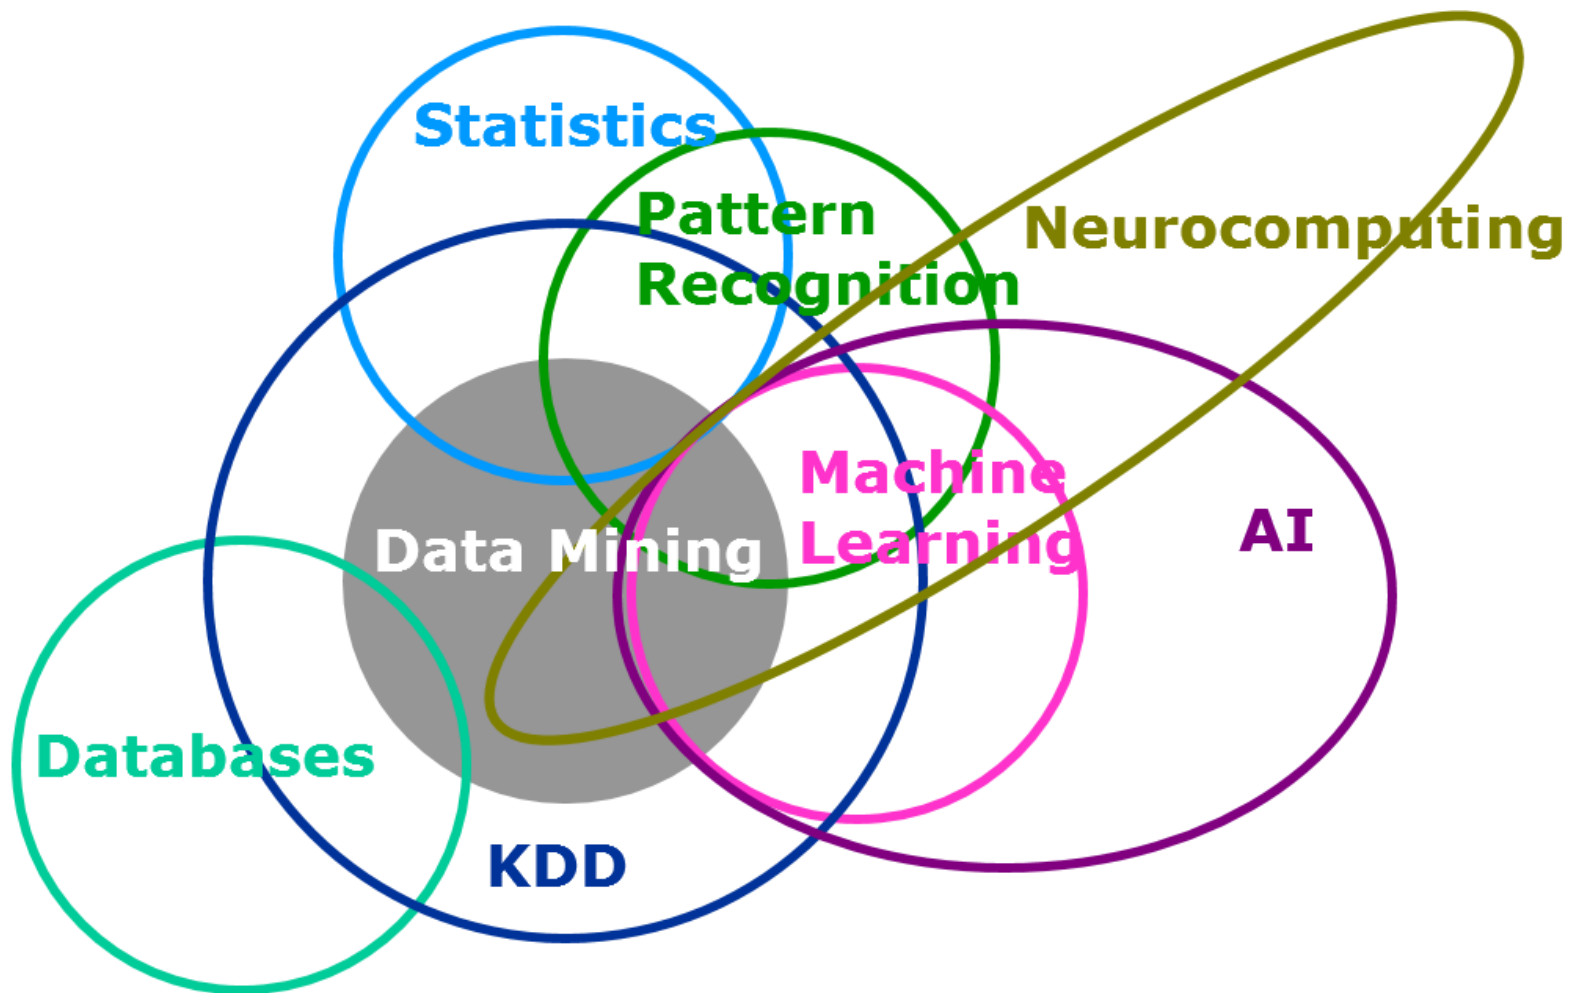 Statistics
Pattern
Recognition
Neurocomputing
Machine
Learning
AI
Data Mining
Databases
KDD